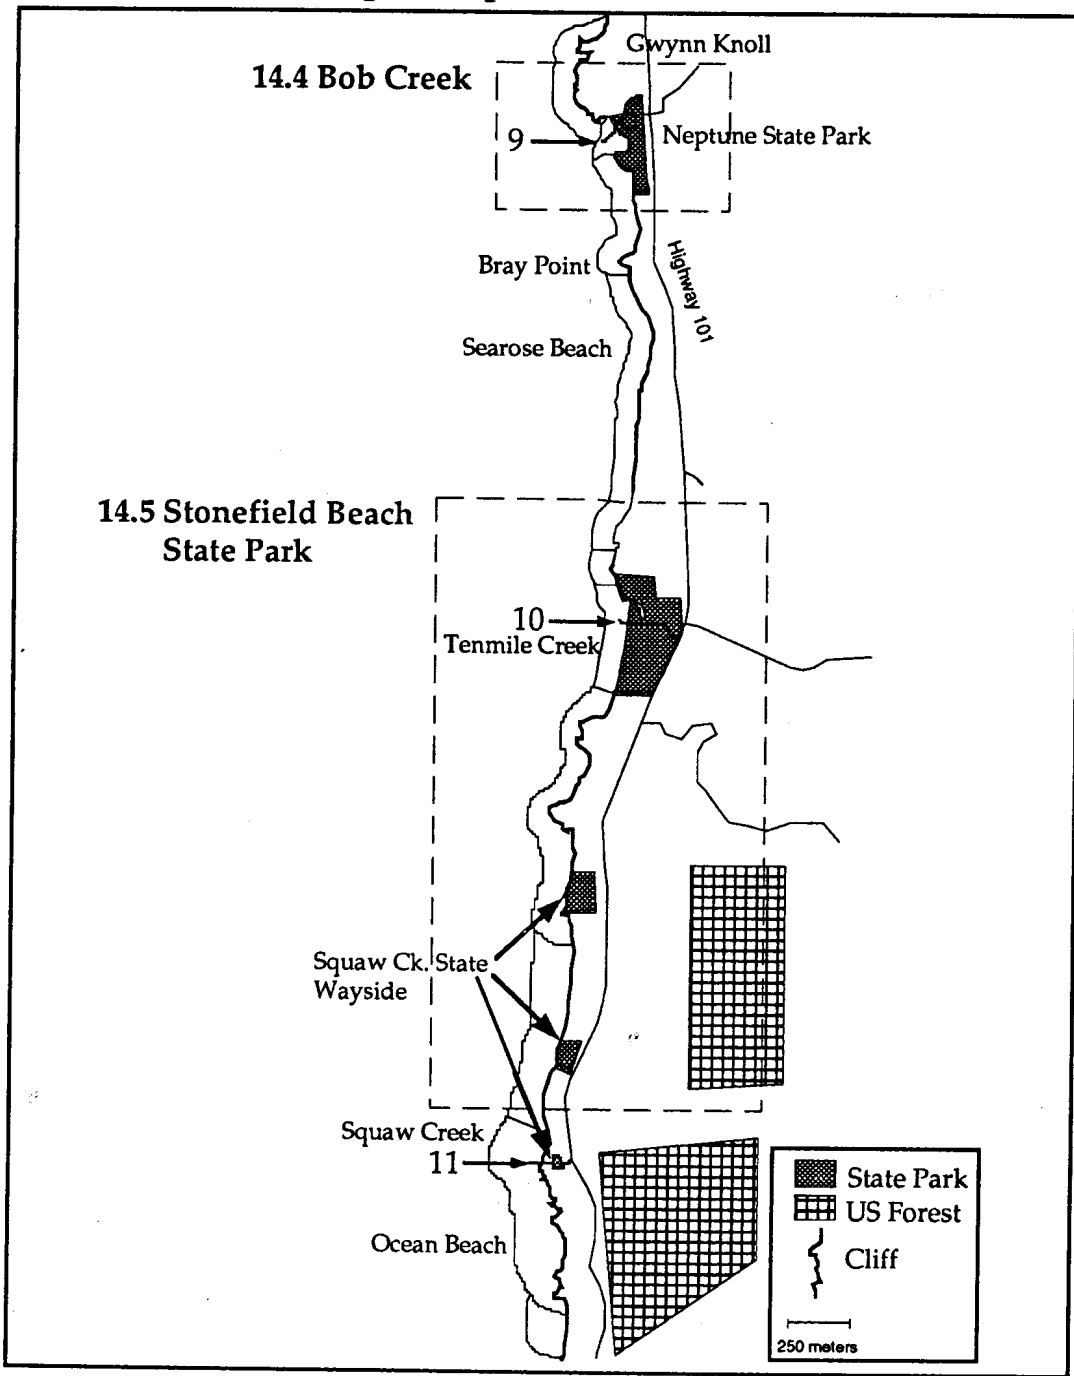 Gwynn Knoll
14.4 Bob Creek
9
Neptune State Park
Bray Point
Highway 101
Searose Beach
14.5 Stonefield Beach
State Park
10
Tenmile Creek
Squaw Ck. State
Wayside
Squaw Creek
11
Ocean Beach
State Park
US Forest
Cliff
250 meters